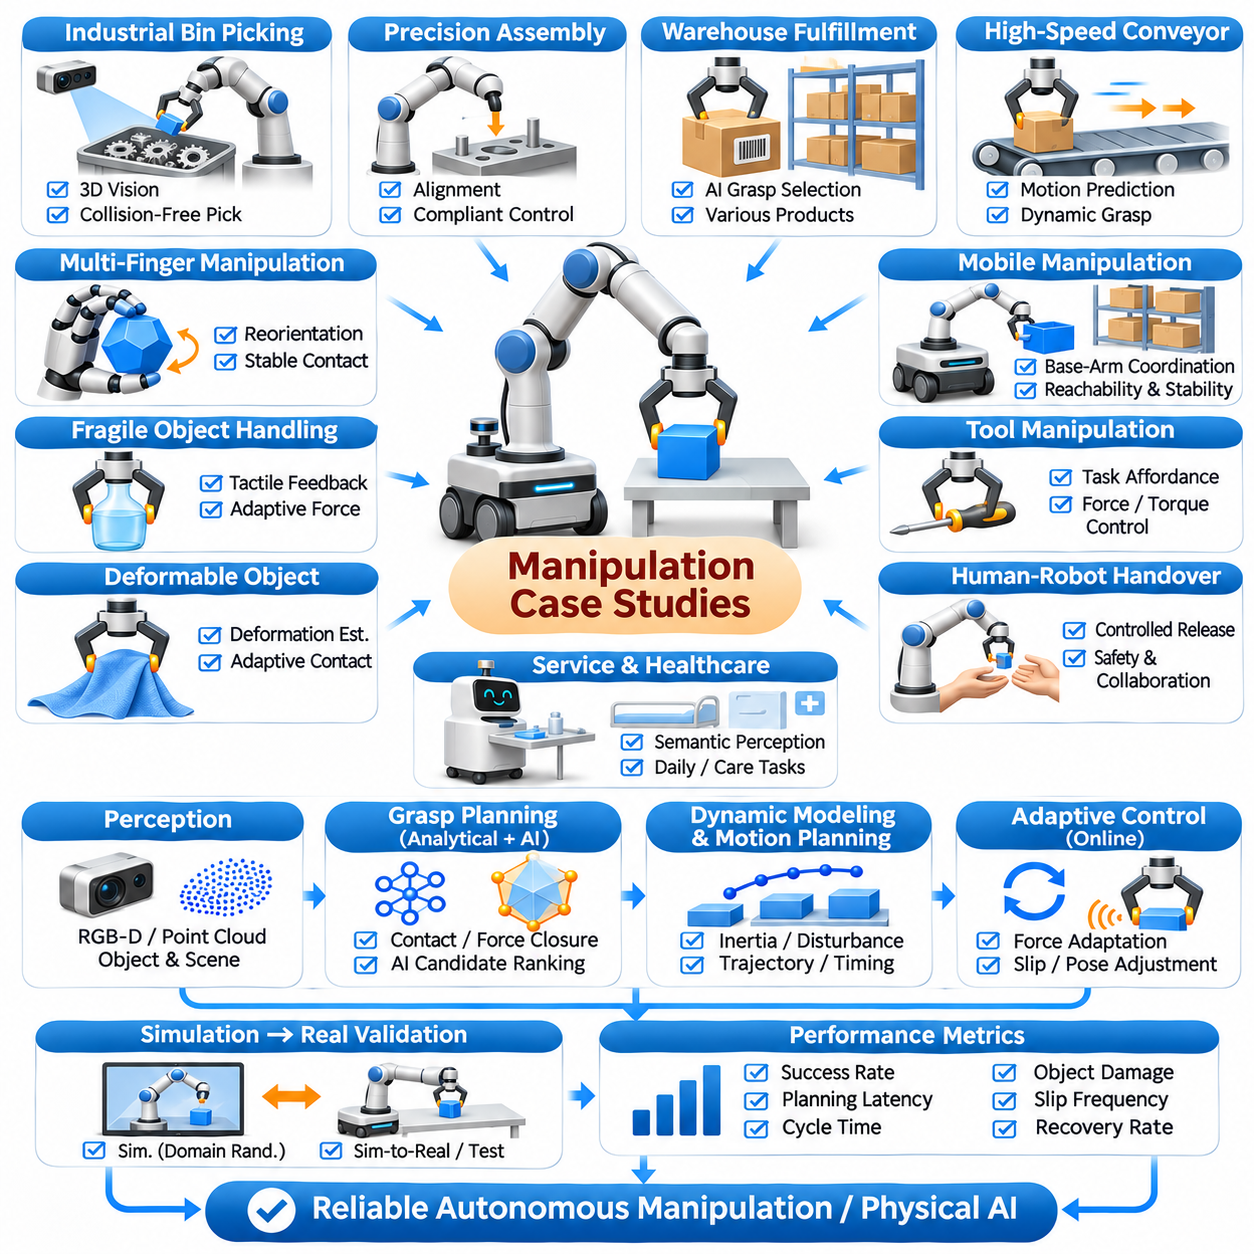 Industrial Bin Picking
3D Vision
Collision-Free Pick
Precision Assembly
Alignment
Compliant Control
Warehouse Fulfillment
AI Grasp Selection
Various Products
High-Speed Conveyor
Motion Prediction
Dynamic Grasp
Multi-Finger Manipulation
Reorientation
Stable Contact
Mobile Manipulation
Base-Arm Coordination
Reachability & Stability
Fragile Object Handling
Tactile Feedback
Adaptive Force
Tool Manipulation
Task Affordance
Force / Torque
Control
Deformable Object
Deformation Est.
Adaptive Contact
Manipulation
Case Studies
Human-Robot Handover
Controlled Release
Safety &
Collaboration
Service & Healthcare
Semantic Perception
Daily / Care Tasks
Perception
RGB-D / Point Cloud
Object & Scene
Grasp Planning
(Analytical + AI)
Contact / Force Closure
AI Candidate Ranking
Dynamic Modeling
& Motion Planning
Inertia / Disturbance
Trajectory / Timing
Adaptive Control
(Online)
Force Adaptation
Slip / Pose Adjustment
Simulation → Real Validation
Sim. (Domain Rand.)
Sim-to-Real / Test
Performance Metrics
Success Rate
Planning Latency
Cycle Time
Object Damage
Slip Frequency
Recovery Rate
Reliable Autonomous Manipulation / Physical AI